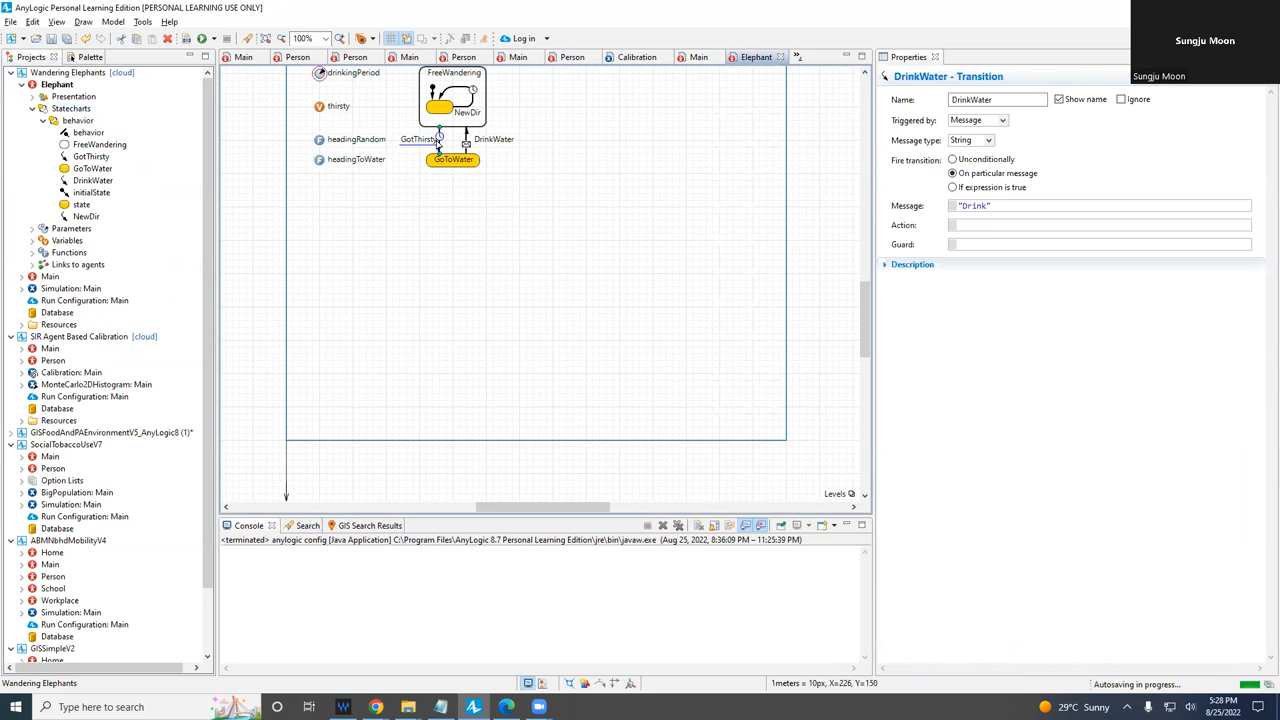 AnyLogic Personal Learning Edition [PERSONAL LEARNING USE ONLY]
File Edit View Draw Model Tools Help
100% Log in
Projects Palette
Main Person Person Main Person Main Person Calibration Main Elephant
Wandering Elephants [cloud]
Elephant
Presentation
Statecharts
behavior
behavior
FreeWandering
GotThirsty
GoToWater
DrinkWater
initialState
state
NewDir
Parameters
Variables
Functions
Links to agents
Main
Simulation: Main
Run Configuration: Main
Database
Resources
SIR Agent Based Calibration [cloud]
Main
Person
Calibration: Main
MonteCarlo2DHistogram: Main
Run Configuration: Main
Database
Resources
GISFoodAndPAEnvironmentV5_AnyLogic8 (1)*
SocialTobaccoUseV7
Main
Person
Option Lists
BigPopulation: Main
Simulation: Main
Run Configuration: Main
Database
ABMNbhdMobilityV4
Home
Main
Person
School
Workplace
Simulation: Main
Run Configuration: Main
Database
GISSimpleV2
Home
Wandering Elephants
drinkingPeriod
thirsty
headingRandom
headingToWater
FreeWandering
NewDir
GotThirsty
DrinkWater
GoToWater
Levels
Console Search GIS Search Results
<terminated> anylogic config [Java Application] C:\Program Files\AnyLogic 8.7 Personal Learning Edition\jre\bin\javaw.exe (Aug 25, 2022, 8:36:09 PM – 11:25:39 PM)
Properties
DrinkWater - Transition
Name: DrinkWater Show name Ignore
Triggered by: Message
Message type: String
Fire transition: Unconditionally
On particular message
If expression is true
Message: "Drink"
Action:
Guard:
Description
Sungju Moon
Sungju Moon
1meters = 10px, X=226, Y=150
Autosaving in progress...
Type here to search
29°C Sunny
5:28 PM
8/25/2022